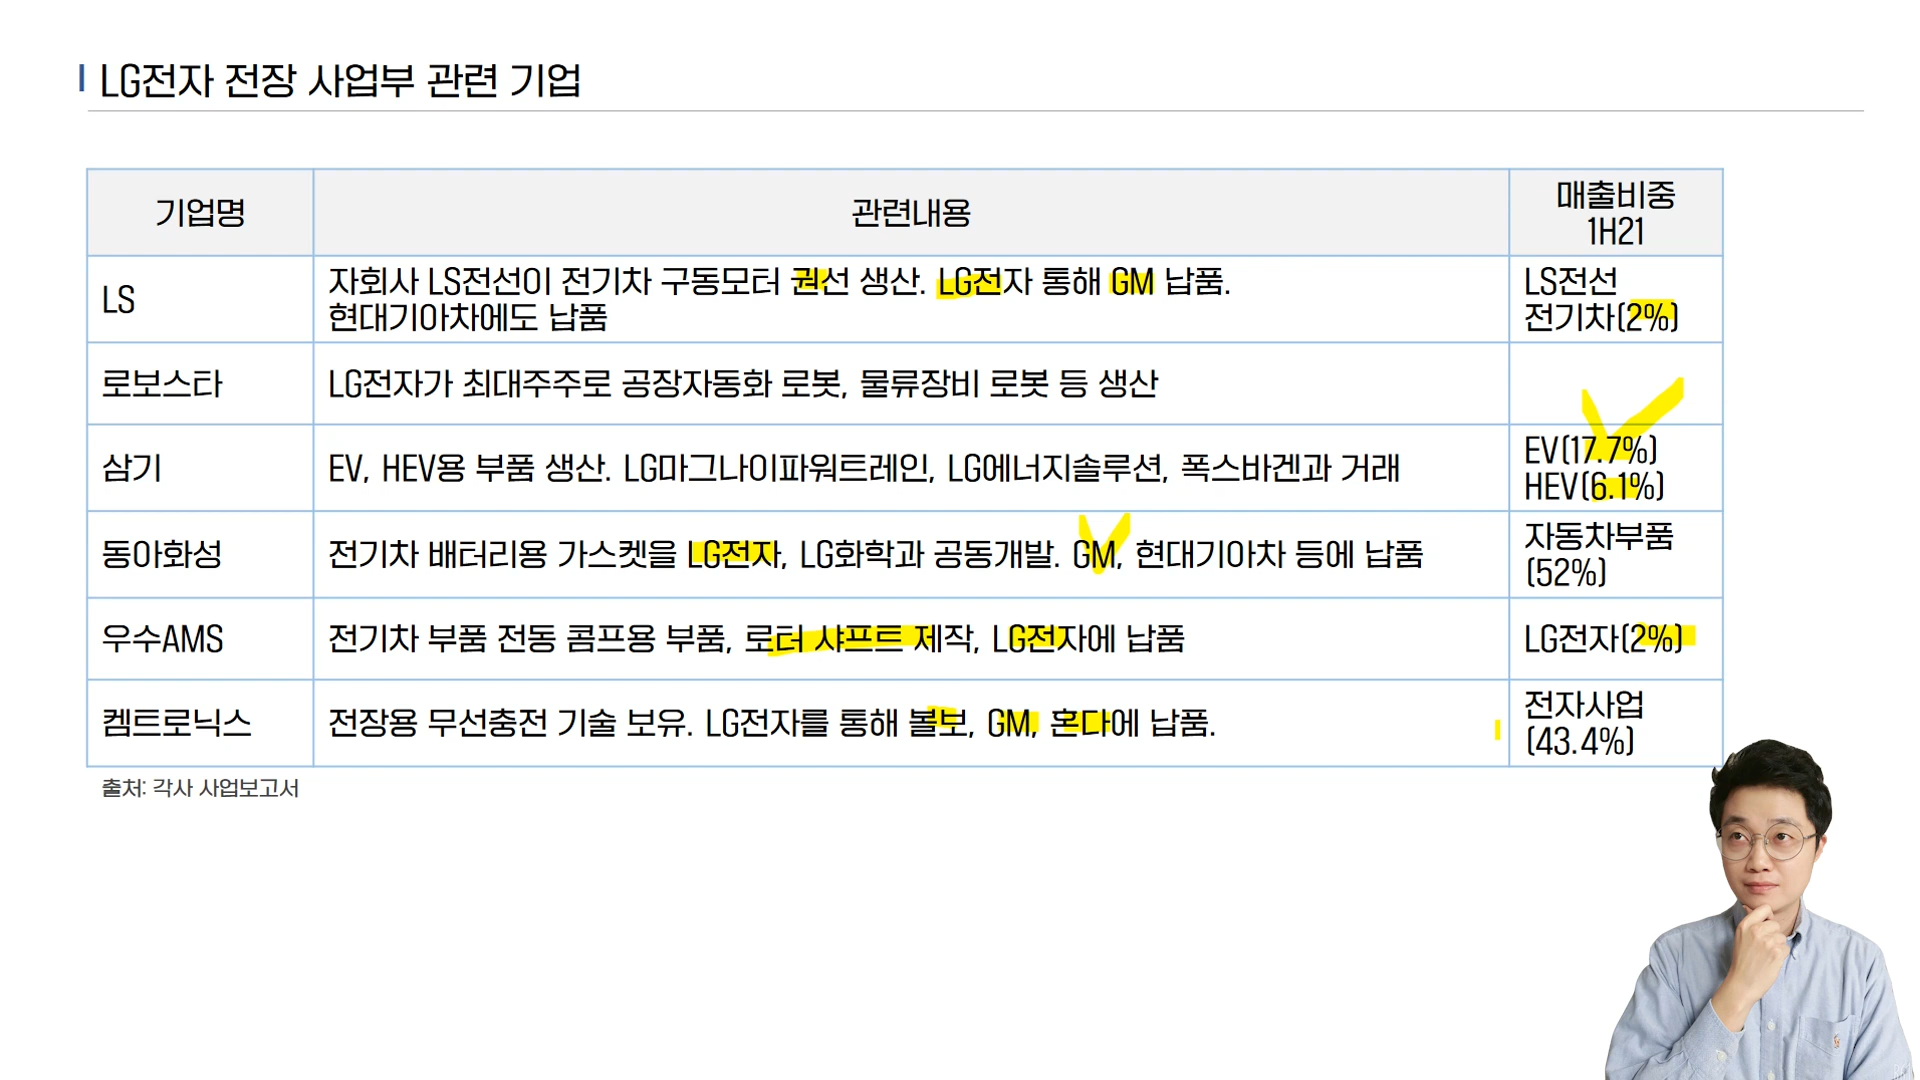 LG전자 전장 사업부 관련 기업
기업명
관련내용
매출비중
1H21
LS
자회사 LS전선이 전기차 구동모터 권선 생산. LG전자 통해 GM 납품.
현대기아차에도 납품
LS전선
전기차(2%)
로보스타
LG전자가 최대주주로 공장자동화 로봇, 물류장비 로봇 등 생산
삼기
EV, HEV용 부품 생산. LG마그나이파워트레인, LG에너지솔루션, 폭스바겐과 거래
EV(17.7%)
HEV(6.1%)
동아화성
전기차 배터리용 가스켓을 LG전자, LG화학과 공동개발. GM, 현대기아차 등에 납품
자동차부품
(52%)
우수AMS
전기차 부품 전동 콤프용 부품, 로터 샤프트 제작, LG전자에 납품
LG전자(2%)
켐트로닉스
전장용 무선충전 기술 보유. LG전자를 통해 볼보, GM, 혼다에 납품.
전자사업
(43.4%)
출처: 각사 사업보고서